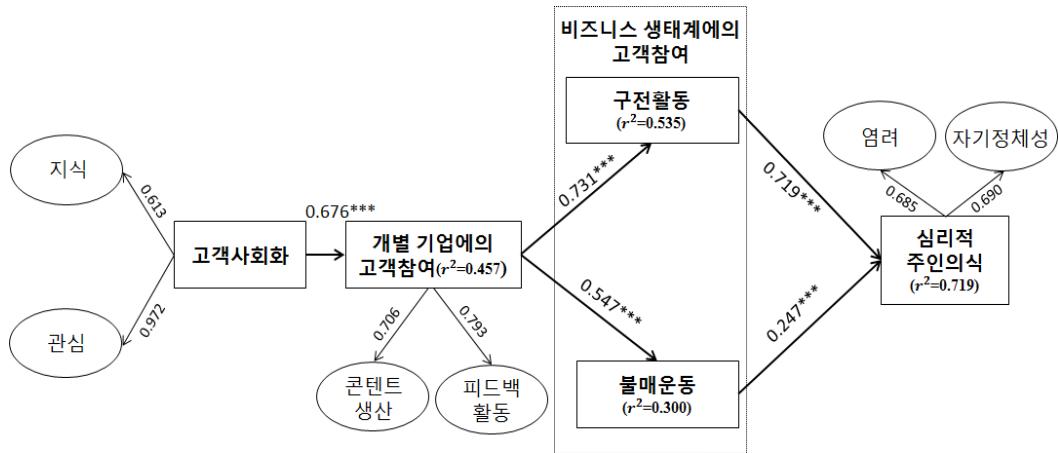 비즈니스 생태계에의
고객참여
구전활동
(r²=0.535)
염려
자기정체성
지식
0.613
0.676***
0.731***
0.719***
0.685
0.690
고객사회화
개별 기업에의
고객참여(r²=0.457)
심리적
주인의식
(r²=0.719)
0.972
관심
0.706
0.793
0.547***
0.247***
콘텐트
생산
피드백
활동
불매운동
(r²=0.300)